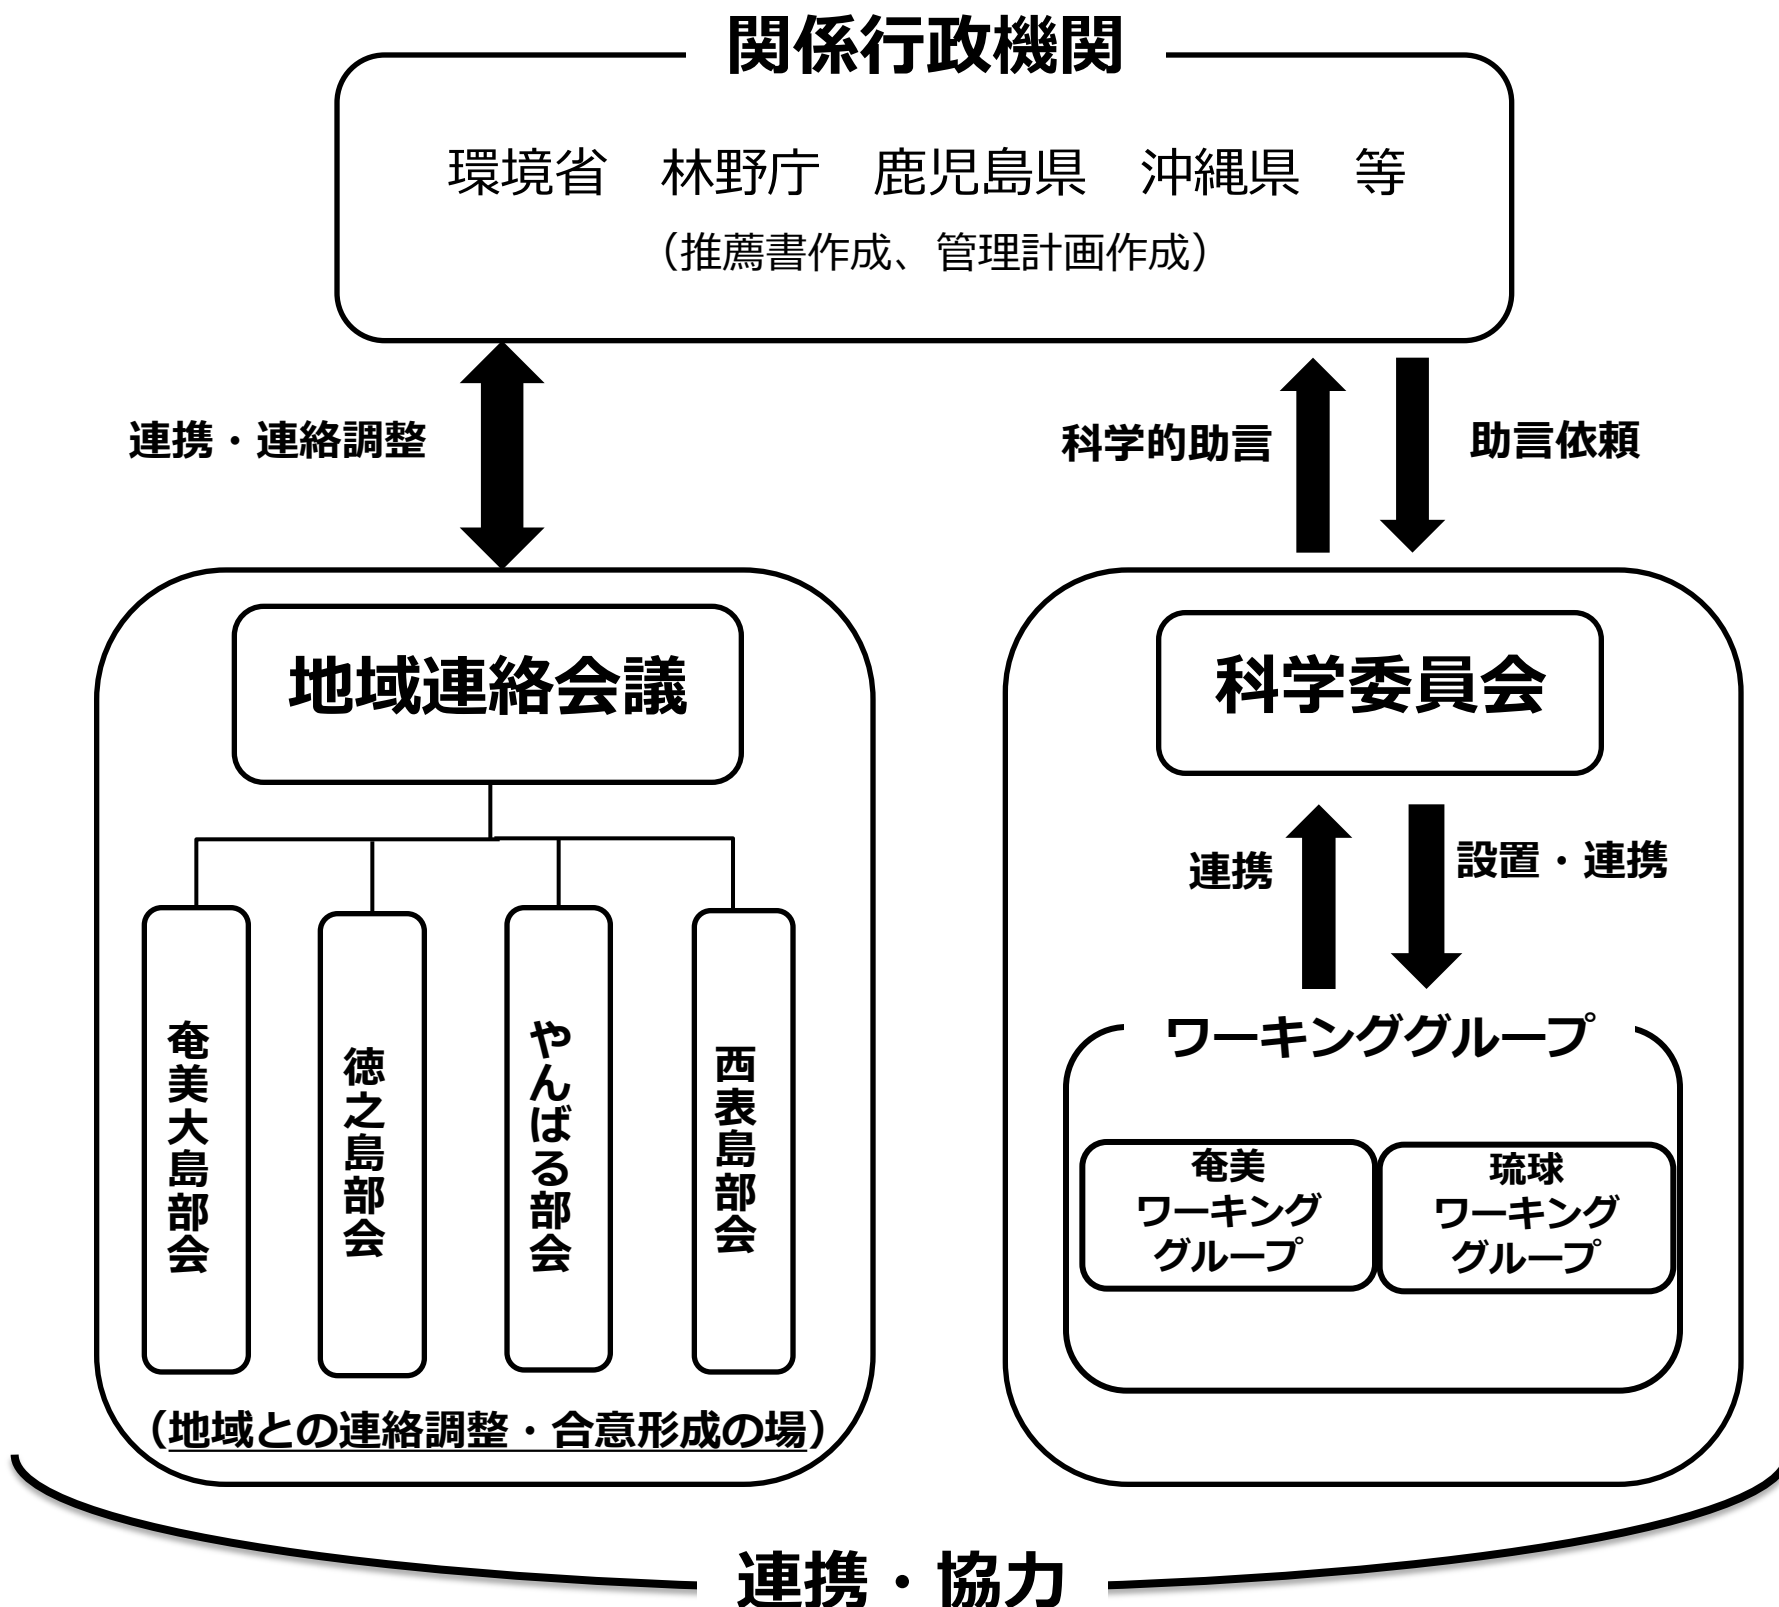 関係行政機関
環境省　林野庁　鹿児島県　沖縄県　等
（推薦書作成、管理計画作成）
連携・連絡調整
科学的助言
助言依頼
地域連絡会議
奄美大島部会
徳之島部会
やんばる部会
西表島部会
（地域との連絡調整・合意形成の場）
科学委員会
連携
設置・連携
ワーキンググループ
奄美
ワーキング
グループ
琉球
ワーキング
グループ
連携・協力